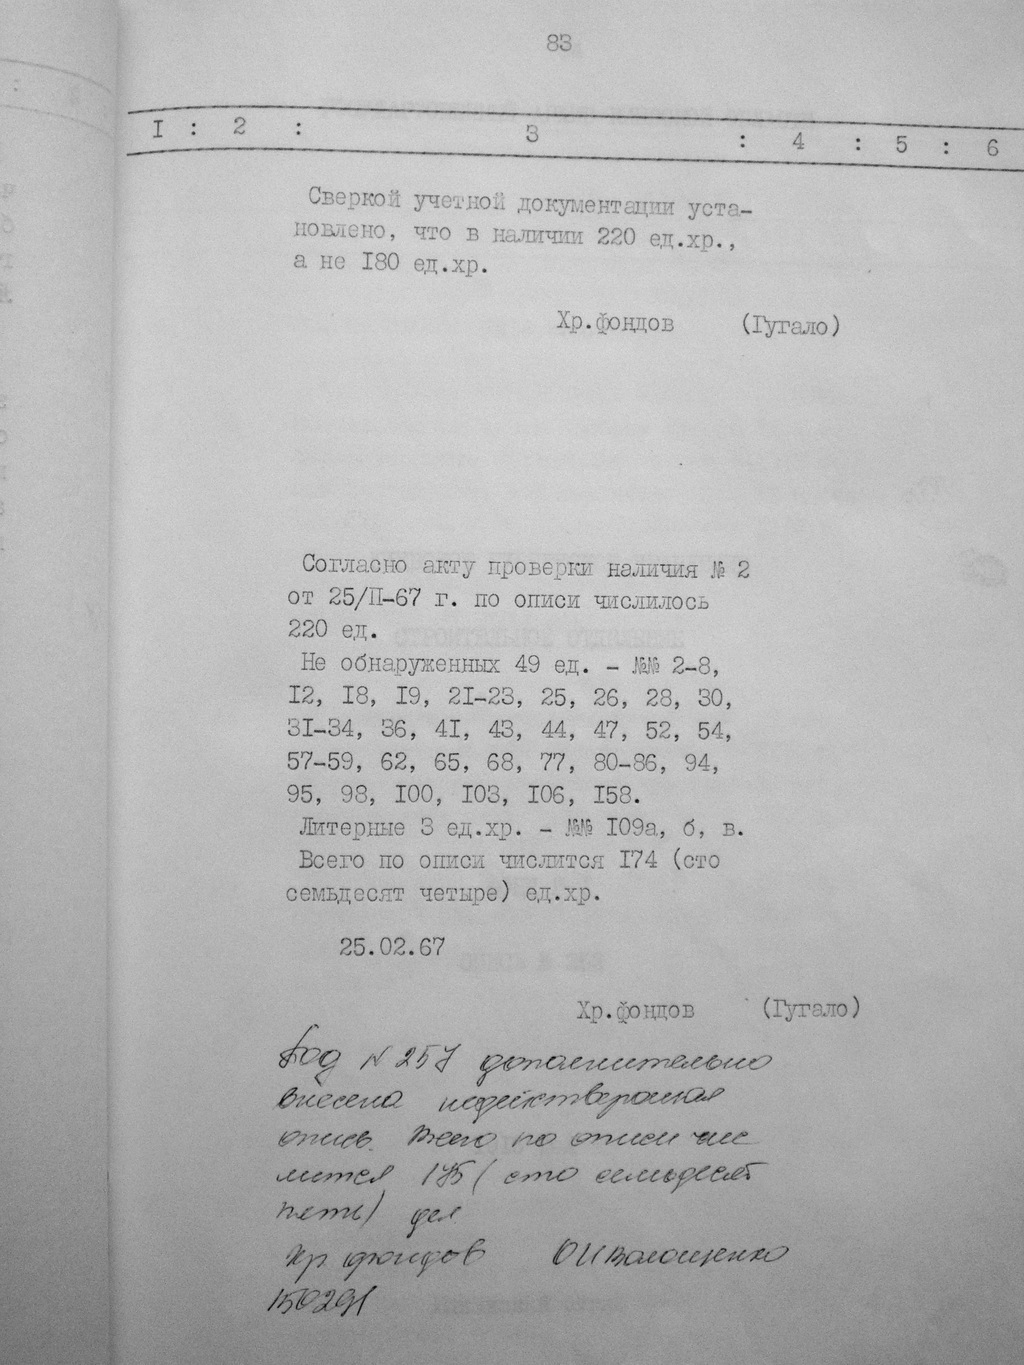 83
I : 2 : 3 : 4 : 5 : 6
Сверкой учетной документации уста-
новлено, что в наличии 220 ед.хр.,
а не I80 ед.хр.
Хр.фондов (Гугало)
Согласно акту проверки наличия № 2
от 25/II-67 г. по описи числилось
220 ед.
Не обнаруженных 49 ед. - №№ 2-8,
I2, I8, I9, 2I-23, 25, 26, 28, 30,
3I-34, 36, 4I, 43, 44, 47, 52, 54,
57-59, 62, 65, 68, 77, 80-86, 94,
95, 98, I00, I03, I06, I58.
Литерные 3 ед.хр. - №№ I09а, б, в.
Всего по описи числится I74 (сто
семьдесят четыре) ед.хр.
25.02.67
Хр.фондов (Гугало)
Под N 257 дополнительно
внесена недействующая
опись. Всего по описи чис
лится 175 (сто семьдесят
пять) дел
Хр фондов ОИ Волощенко
150291